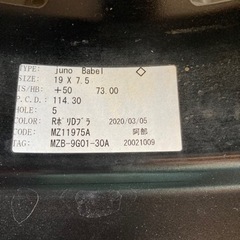 TYPE: juno Babel ◇
SIZE: 19 X 7.5
IS/HB: +50 73.00
P.C.D: 114.30
HOLE: 5
COLOR: RポリDブラ 2020/03/05
CODE: MZ11975A 阿部
TAG: MZB-9G01-30A 20021009